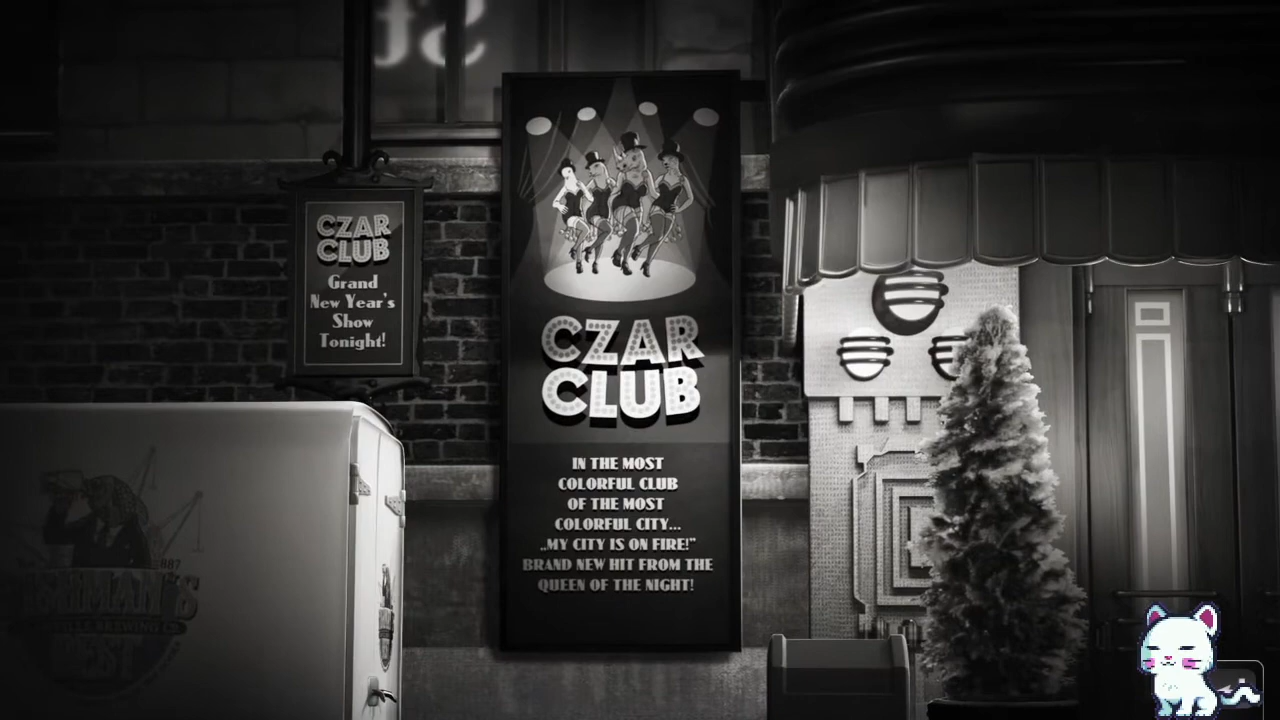 CZAR
CLUB
Grand
New Year's
Show
Tonight!
CZAR
CLUB
IN THE MOST
COLORFUL CLUB
OF THE MOST
COLORFUL CITY...
„MY CITY IS ON FIRE!”
BRAND NEW HIT FROM THE
QUEEN OF THE NIGHT!
887